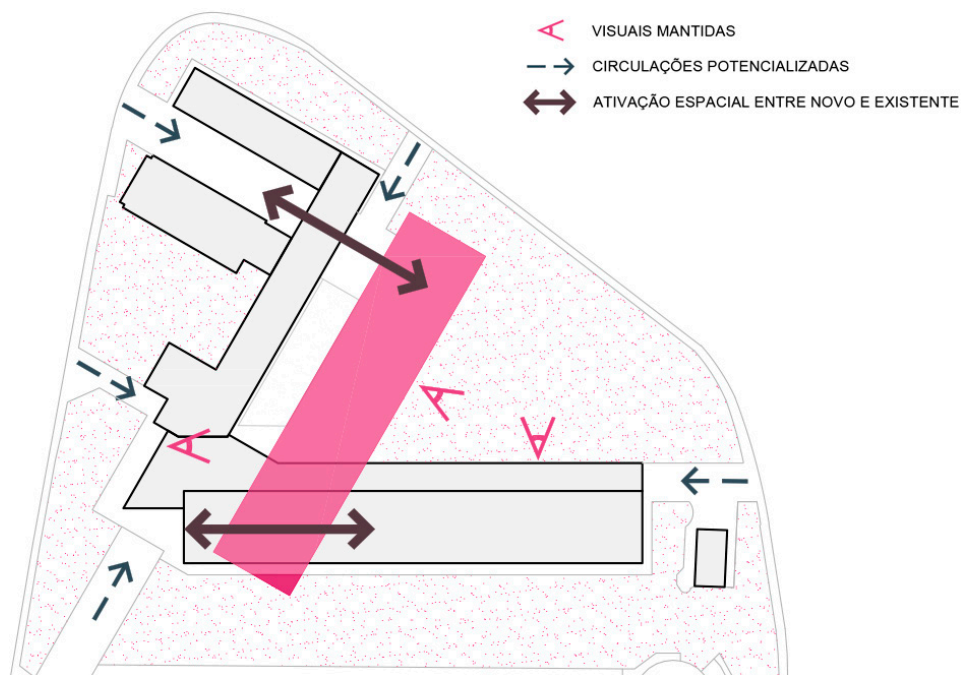 VISUAIS MANTIDAS
CIRCULAÇÕES POTENCIALIZADAS
ATIVAÇÃO ESPACIAL ENTRE NOVO E EXISTENTE